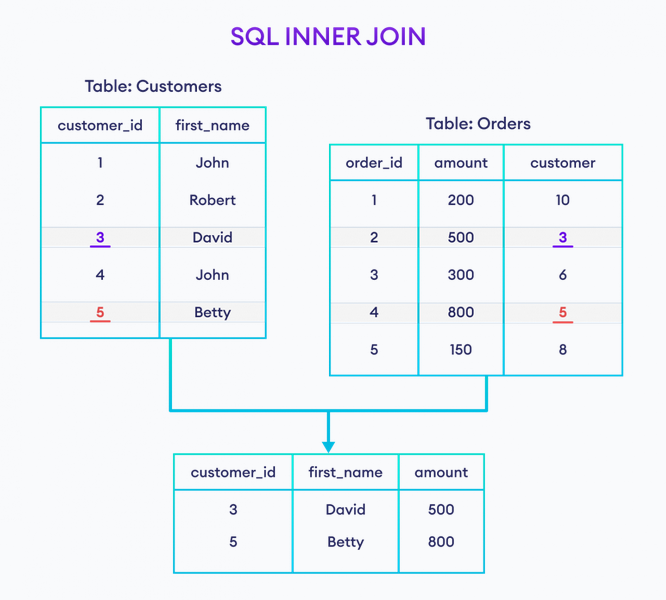 SQL INNER JOIN
Table: Customers
customer_id first_name
1 John
2 Robert
3 David
4 John
5 Betty
Table: Orders
order_id amount customer
1 200 10
2 500 3
3 300 6
4 800 5
5 150 8
customer_id first_name amount
3 David 500
5 Betty 800